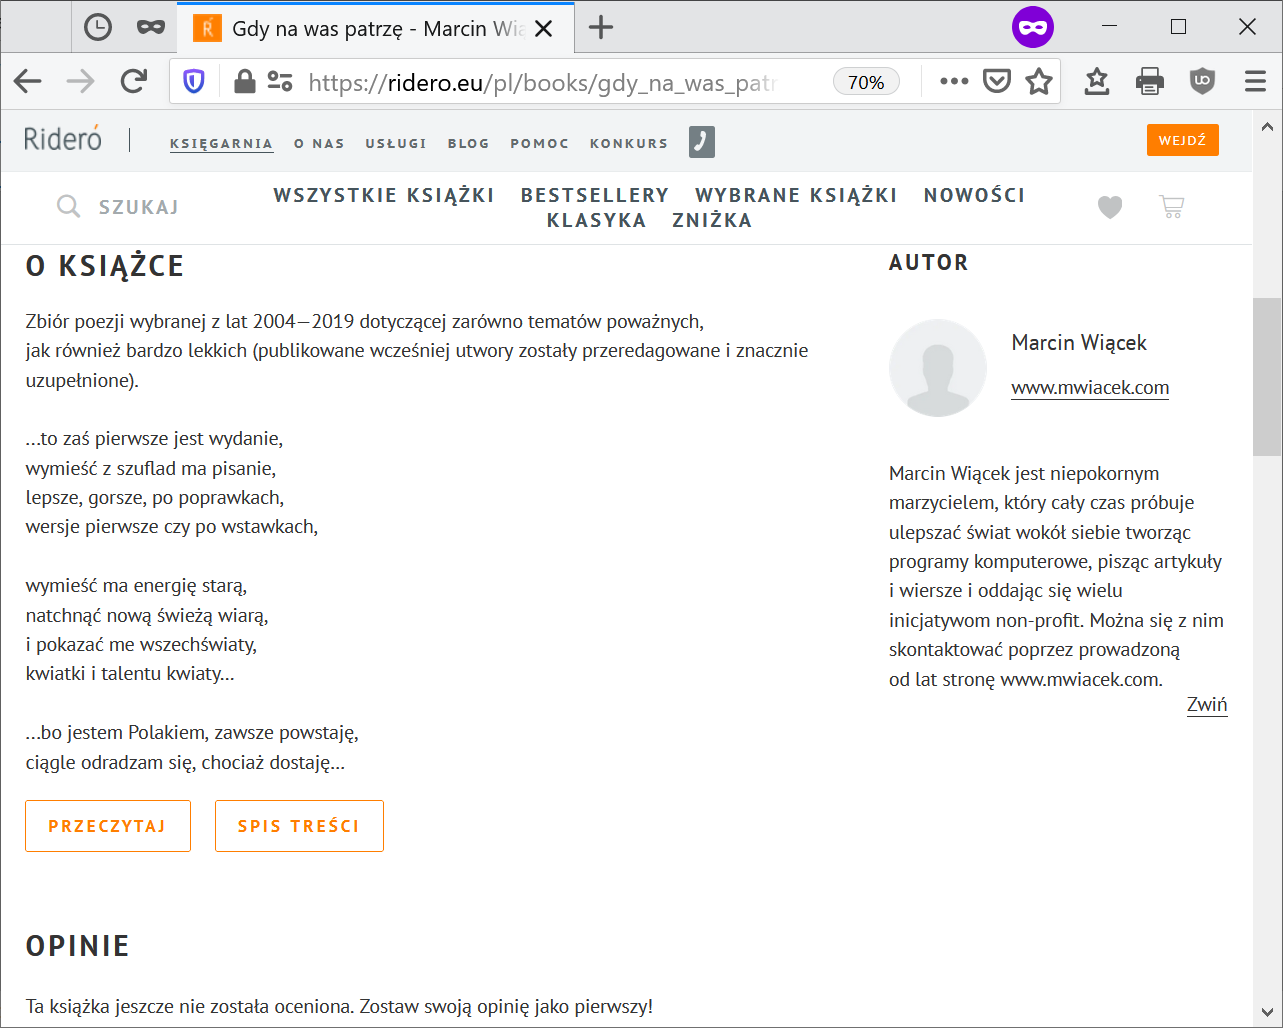 Gdy na was patrzę - Marcin Wią
https://ridero.eu/pl/books/gdy_na_was_patr
70%
Rideró
KSIĘGARNIA O NAS USŁUGI BLOG POMOC KONKURS
WEJDŹ
SZUKAJ
WSZYSTKIE KSIĄŻKI BESTSELLERY WYBRANE KSIĄŻKI NOWOŚCI
KLASYKA ZNIŻKA
O KSIĄŻCE
Zbiór poezji wybranej z lat 2004—2019 dotyczącej zarówno tematów poważnych,
jak również bardzo lekkich (publikowane wcześniej utwory zostały przeredagowane i znacznie
uzupełnione).
...to zaś pierwsze jest wydanie,
wymieść z szuflad ma pisanie,
lepsze, gorsze, po poprawkach,
wersje pierwsze czy po wstawkach,
wymieść ma energię starą,
natchnąć nową świeżą wiarą,
i pokazać me wszechświaty,
kwiatki i talentu kwiaty...
...bo jestem Polakiem, zawsze powstaję,
ciągle odradzam się, chociaż dostaję...
PRZECZYTAJ
SPIS TREŚCI
AUTOR
Marcin Wiącek
www.mwiacek.com
Marcin Wiącek jest niepokornym
marzycielem, który cały czas próbuje
ulepszać świat wokół siebie tworząc
programy komputerowe, pisząc artykuły
i wiersze i oddając się wielu
inicjatywom non-profit. Można się z nim
skontaktować poprzez prowadzoną
od lat stronę www.mwiacek.com.
Zwiń
OPINIE
Ta książka jeszcze nie została oceniona. Zostaw swoją opinię jako pierwszy!